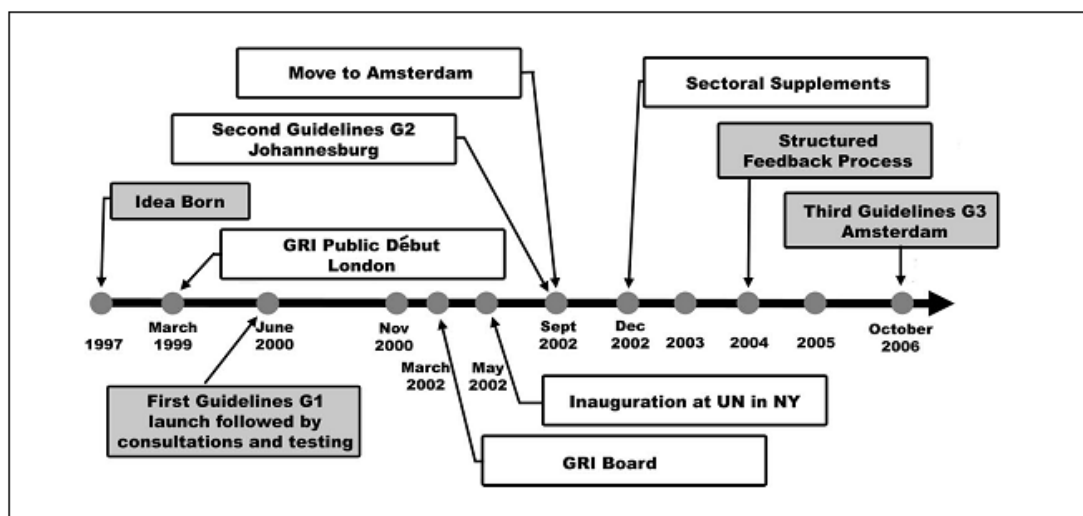 Move to Amsterdam
Sectoral Supplements
Second Guidelines G2
Johannesburg
Structured
Feedback Process
Idea Born
Third Guidelines G3
Amsterdam
GRI Public Début
London
1997
March
1999
June
2000
Nov
2000
March
2002
May
2002
Sept
2002
Dec
2002
2003
2004
2005
October
2006
First Guidelines G1
launch followed by
consultations and testing
Inauguration at UN in NY
GRI Board